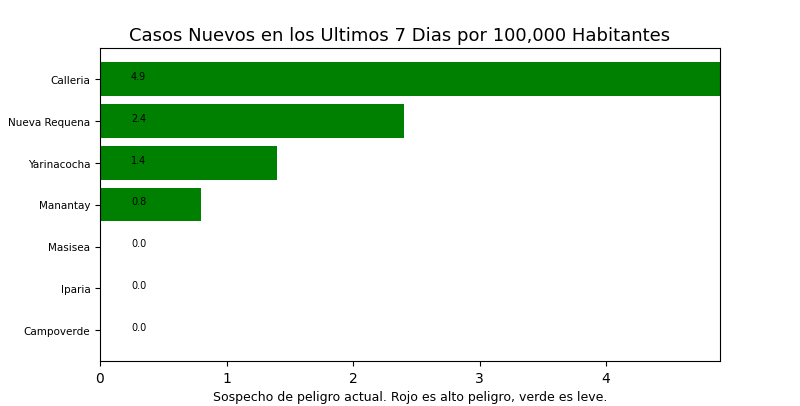 Casos Nuevos en los Ultimos 7 Dias por 100,000 Habitantes
Calleria 4.9
Nueva Requena 2.4
Yarinacocha 1.4
Manantay 0.8
Masisea 0.0
Iparia 0.0
Campoverde 0.0
0 1 2 3 4
Sospecho de peligro actual. Rojo es alto peligro, verde es leve.